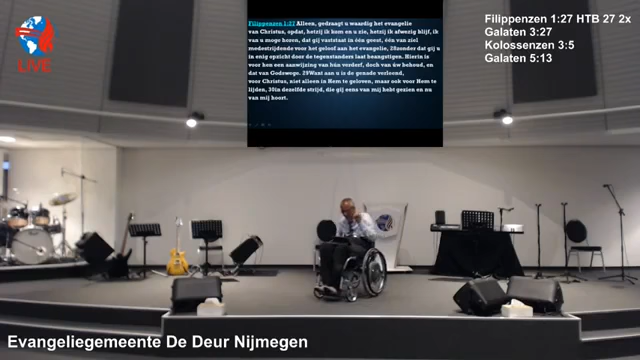 Filippenzen 1:27 HTB 27 2x
Galaten 3:27
Kolossenzen 3:5
Galaten 5:13
LIVE
Filippenzen 1:27 Alleen, gedraagt u waardig het evangelie
van Christus, opdat, hetzij ik kom en u zie, hetzij ik afwezig blijf, ik
van u moge horen, dat gij vaststaat in één geest, één van ziel
medestrijdende voor het geloof aan het evangelie, 28zonder dat gij u
in enig opzicht door de tegenstanders laat beangstigen. Hierin is
voor hen een aanwijzing van hún verderf, doch van úw behoud, en
dat van Godswege. 29Want aan u is de genade verleend,
voor Christus, niet alleen in Hem te geloven, maar ook voor Hem te
lijden, 30in dezelfde strijd, die gij eens van mij hebt gezien en nu
van mij hoort.
Evangeliegemeente De Deur Nijmegen